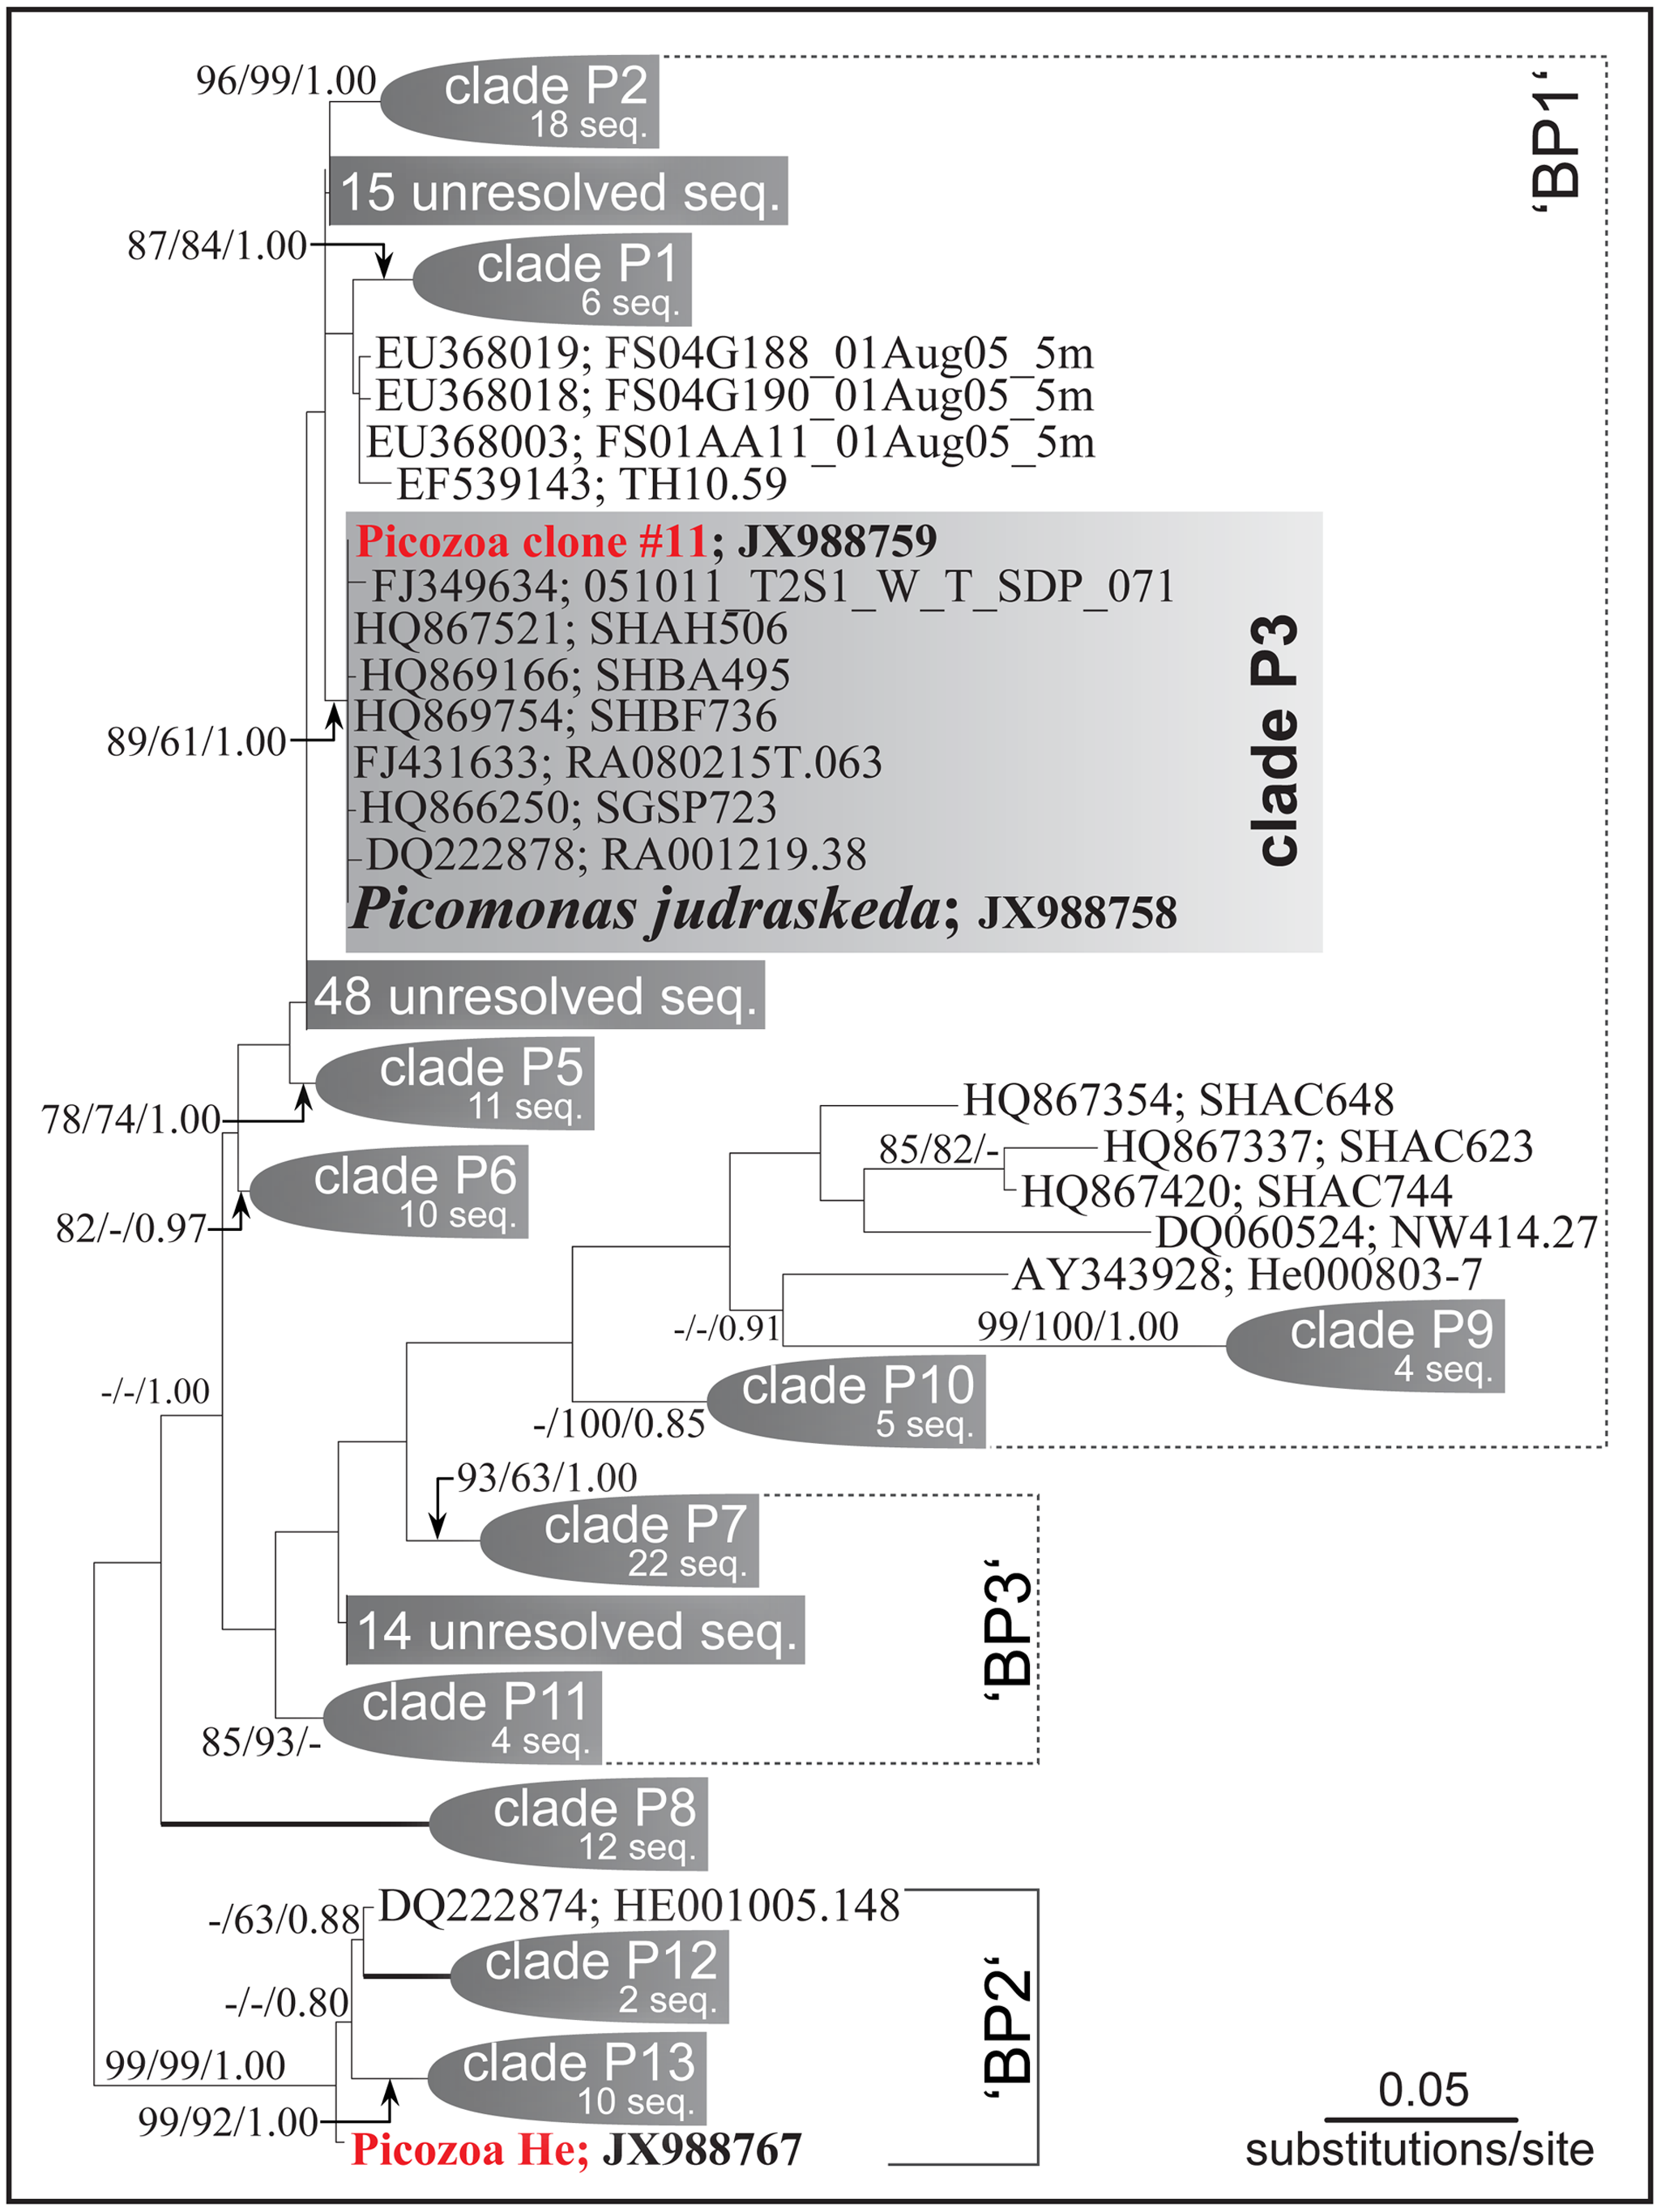 96/99/1.00
clade P2
18 seq.
'BP1'
15 unresolved seq.
87/84/1.00
clade P1
6 seq.
EU368019; FS04G188_01Aug05_5m
EU368018; FS04G190_01Aug05_5m
EU368003; FS01AA11_01Aug05_5m
EF539143; TH10.59
Picozoa clone #11; JX988759
FJ349634; 051011_T2S1_W_T_SDP_071
HQ867521; SHAH506
HQ869166; SHBA495
HQ869754; SHBF736
FJ431633; RA080215T.063
HQ866250; SGSP723
DQ222878; RA001219.38
Picomonas judraskeda; JX988758
clade P3
89/61/1.00
48 unresolved seq.
clade P5
11 seq.
78/74/1.00
clade P6
10 seq.
82/-/0.97
HQ867354; SHAC648
85/82/-
HQ867337; SHAC623
HQ867420; SHAC744
DQ060524; NW414.27
AY343928; He000803-7
-/-/0.91
99/100/1.00
clade P9
4 seq.
clade P10
5 seq.
-/100/0.85
-/-/1.00
93/63/1.00
clade P7
22 seq.
'BP3'
14 unresolved seq.
clade P11
4 seq.
85/93/-
clade P8
12 seq.
DQ222874; HE001005.148
-/63/0.88
clade P12
2 seq.
'BP2'
-/-/0.80
clade P13
10 seq.
99/99/1.00
99/92/1.00
Picozoa He; JX988767
0.05
substitutions/site